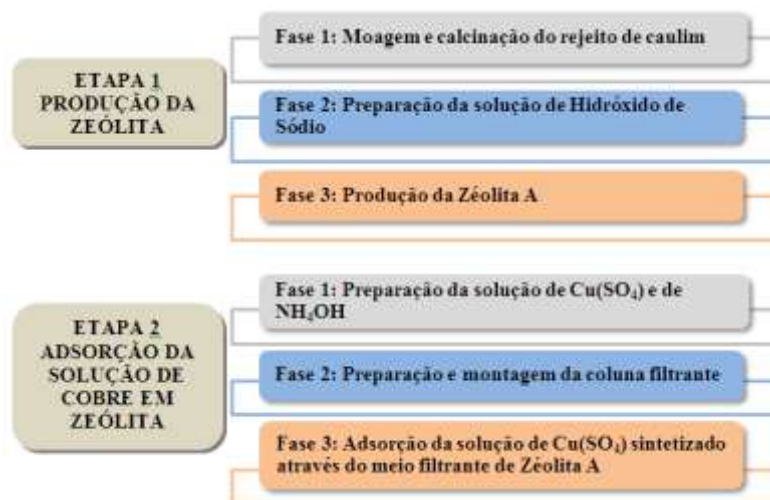 ETAPA 1
PRODUÇÃO DA
ZEÓLITA
Fase 1: Moagem e calcinação do rejeito de caulim
Fase 2: Preparação da solução de Hidróxido de
Sódio
Fase 3: Produção da Zéolita A
ETAPA 2
ADSORÇÃO DA
SOLUÇÃO DE
COBRE EM
ZEÓLITA
Fase 1: Preparação da solução de Cu(SO₄) e de
NH₄OH
Fase 2: Preparação e montagem da coluna filtrante
Fase 3: Adsorção da solução de Cu(SO₄) sintetizado
através do meio filtrante de Zéolita A